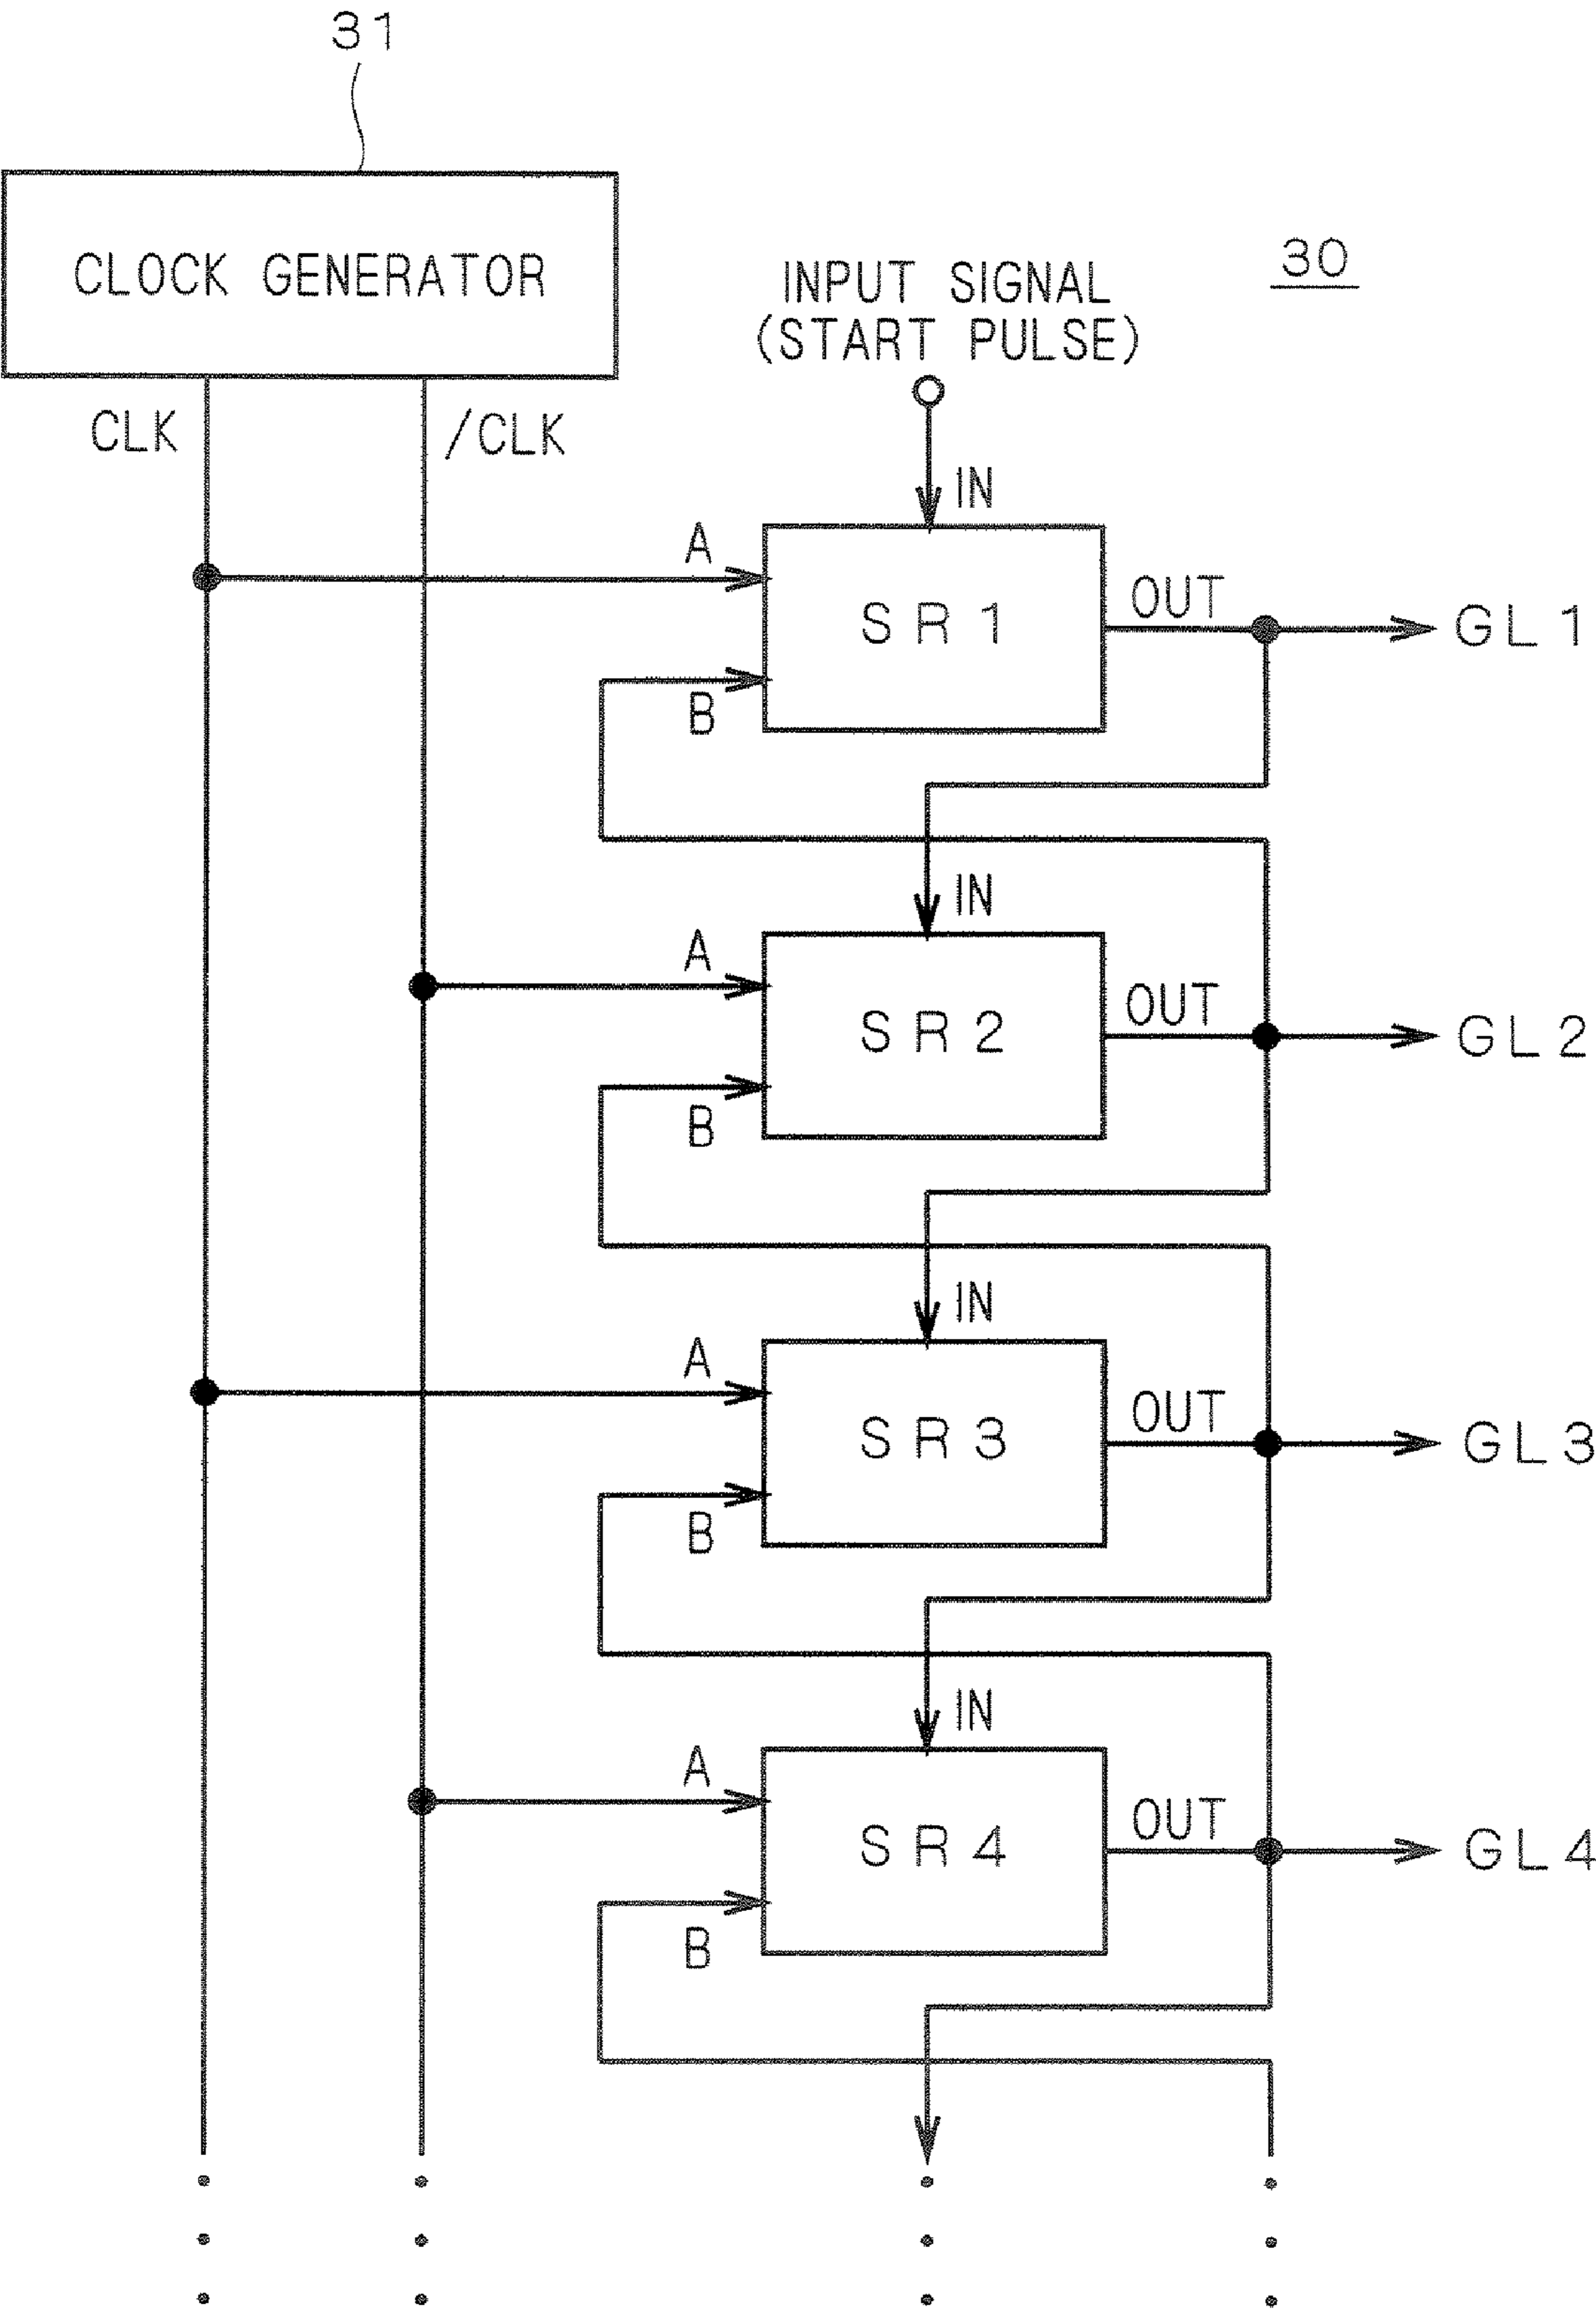 31
CLOCK GENERATOR
30
INPUT SIGNAL
(START PULSE)
CLK
/CLK
IN
A
SR1
OUT
GL1
B
IN
A
SR2
OUT
GL2
B
IN
A
SR3
OUT
GL3
B
IN
A
SR4
OUT
GL4
B